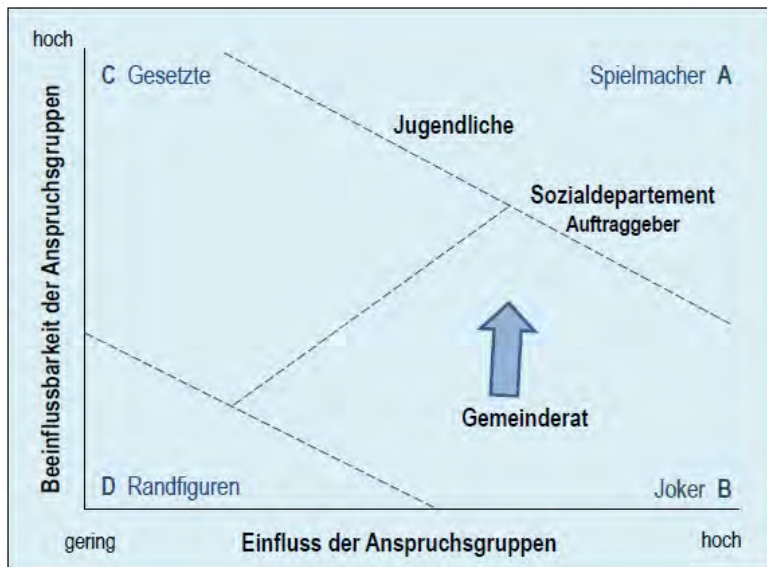 hoch
C Gesetzte
Spielmacher A
Jugendliche
Sozialdepartement
Auftraggeber
Beeinflussbarkeit der Anspruchsgruppen
Gemeinderat
D Randfiguren
Joker B
gering
Einfluss der Anspruchsgruppen
hoch